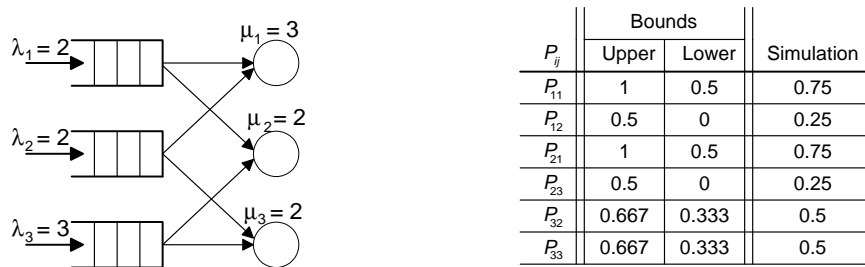 λ1 = 2
μ1 = 3
λ2 = 2
μ2 = 2
λ3 = 3
μ3 = 2
Bounds
Pij Upper Lower Simulation
P11 1 0.5 0.75
P12 0.5 0 0.25
P21 1 0.5 0.75
P23 0.5 0 0.25
P32 0.667 0.333 0.5
P33 0.667 0.333 0.5